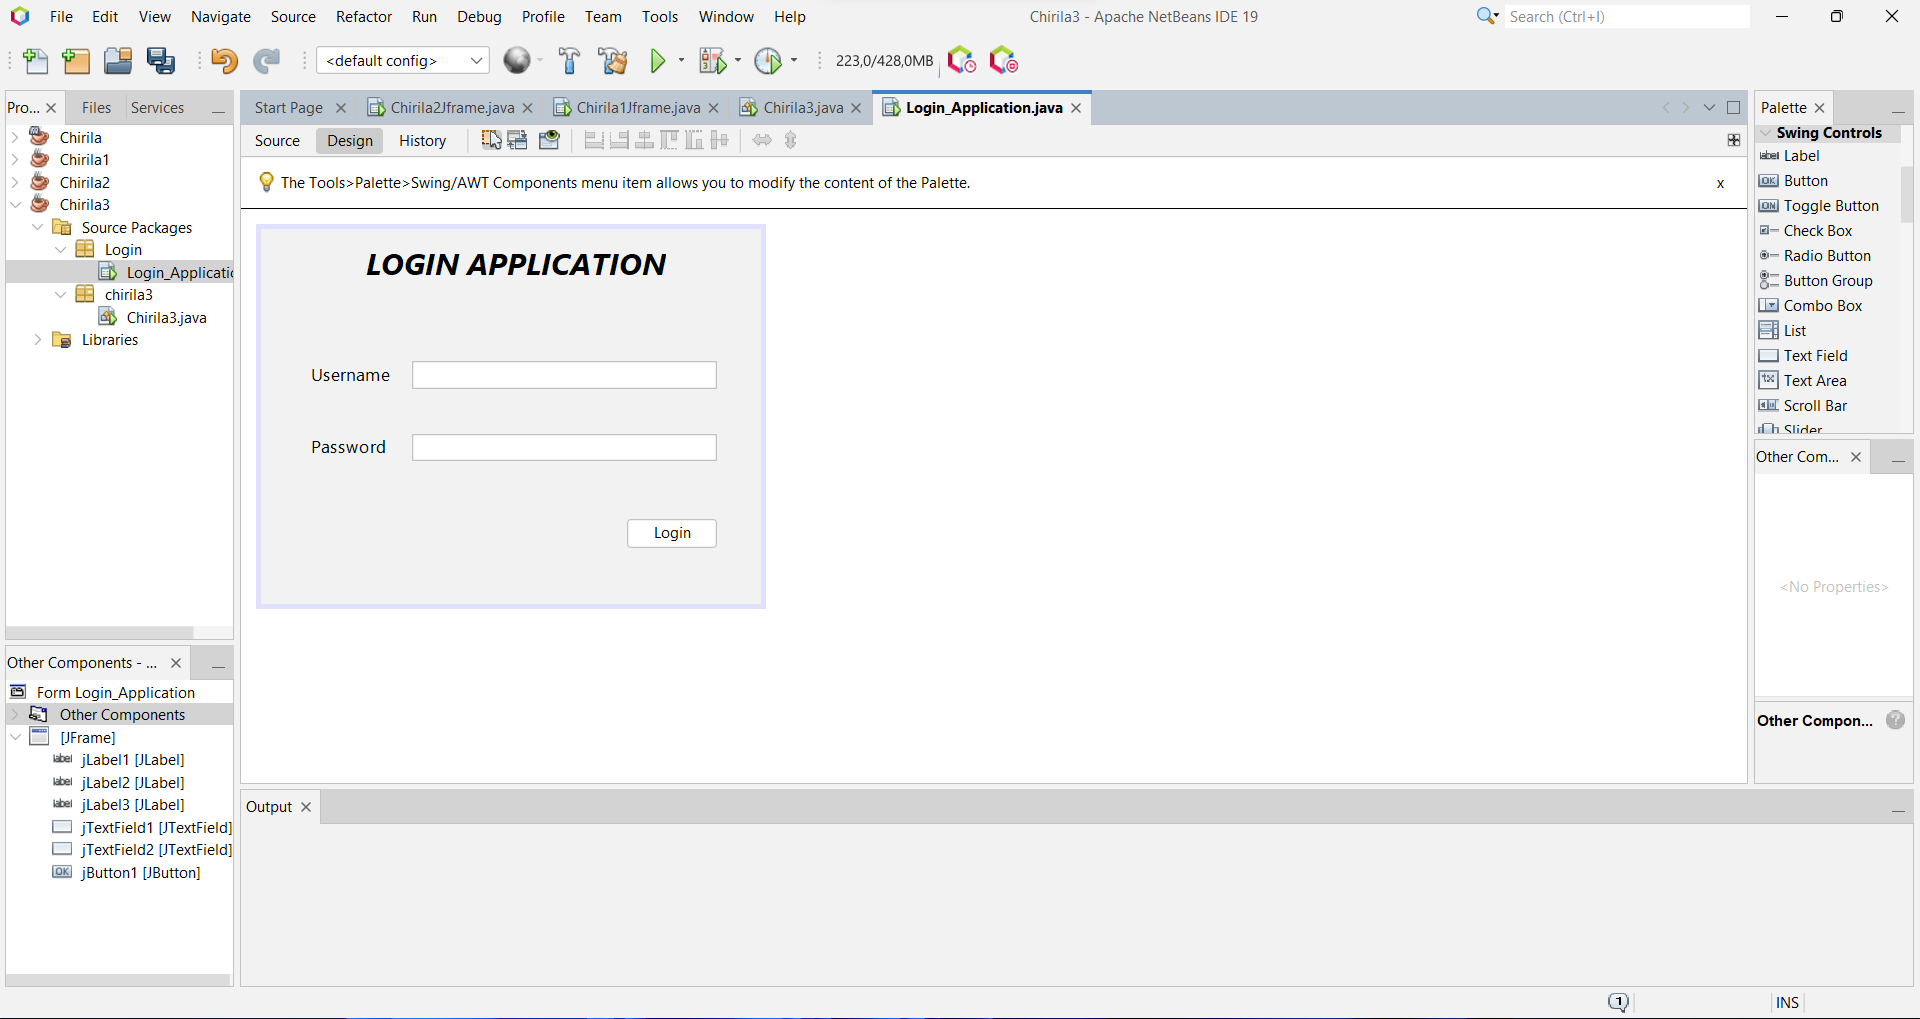 File Edit View Navigate Source Refactor Run Debug Profile Team Tools Window Help
Chirila3 - Apache NetBeans IDE 19
Search (Ctrl+I)
<default config>
223,0/428,0MB
Pro... Files Services
Start Page Chirila2Jframe.java Chirila1Jframe.java Chirila3.java Login_Application.java
Palette
Source Design History
Swing Controls
The Tools>Palette>Swing/AWT Components menu item allows you to modify the content of the Palette.
x
Chirila
Chirila1
Chirila2
Chirila3
Source Packages
Login
Login_Applicatio
chirila3
Chirila3.java
Libraries
LOGIN APPLICATION
Username
Password
Login
Label
Button
Toggle Button
Check Box
Radio Button
Button Group
Combo Box
List
Text Field
Text Area
Scroll Bar
Slider
Other Com...
<No Properties>
Other Compon...
Other Components - ...
Form Login_Application
Other Components
[JFrame]
jLabel1 [JLabel]
jLabel2 [JLabel]
jLabel3 [JLabel]
jTextField1 [JTextField]
jTextField2 [JTextField]
jButton1 [JButton]
Output
1
INS